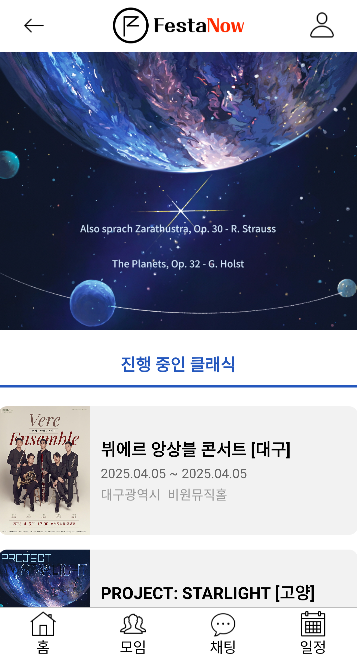 FestaNow
Also sprach Zarathustra, Op. 30 - R. Strauss
The Planets, Op. 32 - G. Holst
진행 중인 클래식
Vere
Ensemble
뷔에르 앙상블 콘서트 [대구]
2025.04.05 ~ 2025.04.05
대구광역시 비원뮤직홀
PROJECT
PROJECT: STARLIGHT [고양]
홈
모임
채팅
일정